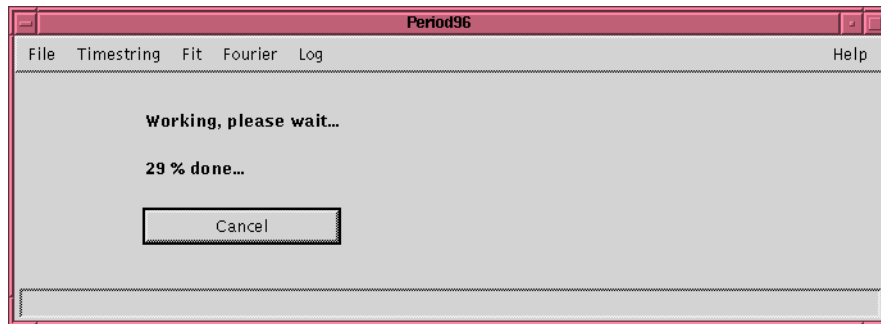 Period96
File Timestring Fit Fourier Log Help
Working, please wait...
29 % done...
Cancel